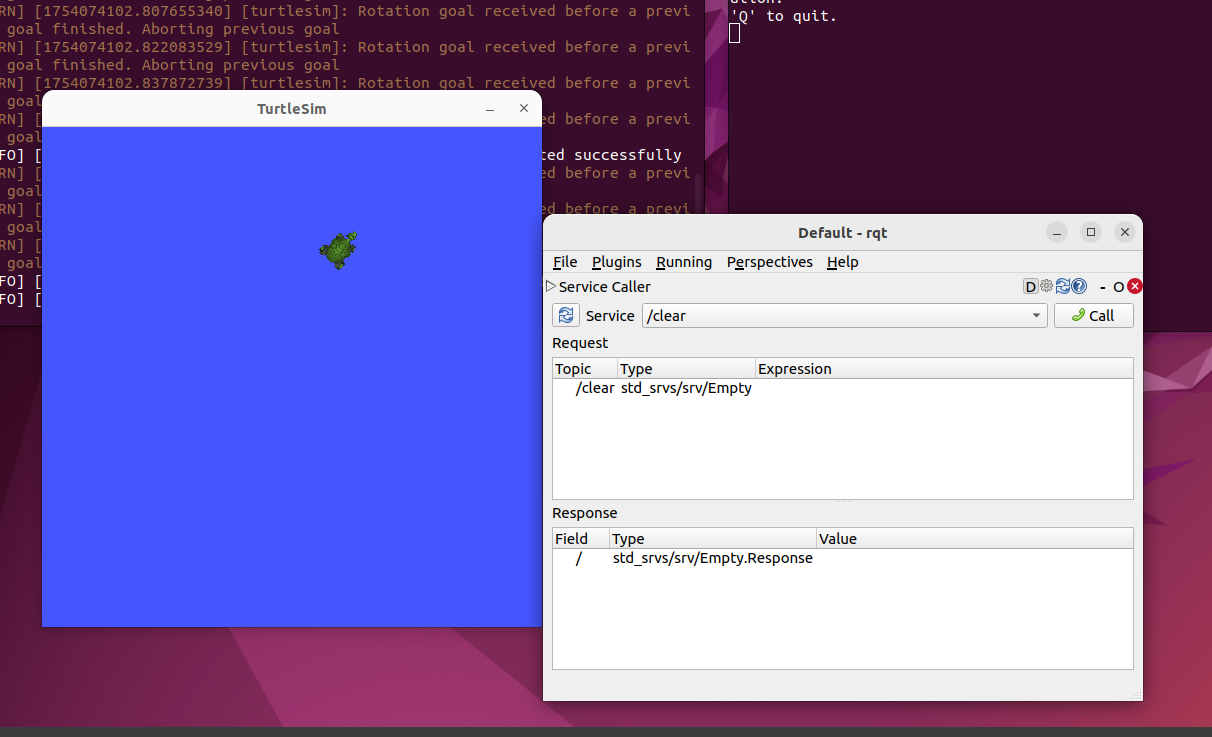 RN] [1754074102.807655340] [turtlesim]: Rotation goal received before a previ
goal finished. Aborting previous goal
RN] [1754074102.822083529] [turtlesim]: Rotation goal received before a previ
goal finished. Aborting previous goal
RN] [1754074102.837872739] [turtlesim]: Rotation goal received before a previ
goal
RN] [ ed before a previ
goal
FO] [ ted successfully
RN] [ ed before a previ
goal
RN] [ ed before a previ
goal
RN] [
goal
FO] [
FO] [
'Q' to quit.
TurtleSim
Default - rqt
File Plugins Running Perspectives Help
Service Caller
D - O
Service /clear Call
Request
Topic Type Expression
/clear std_srvs/srv/Empty
Response
Field Type Value
/ std_srvs/srv/Empty.Response